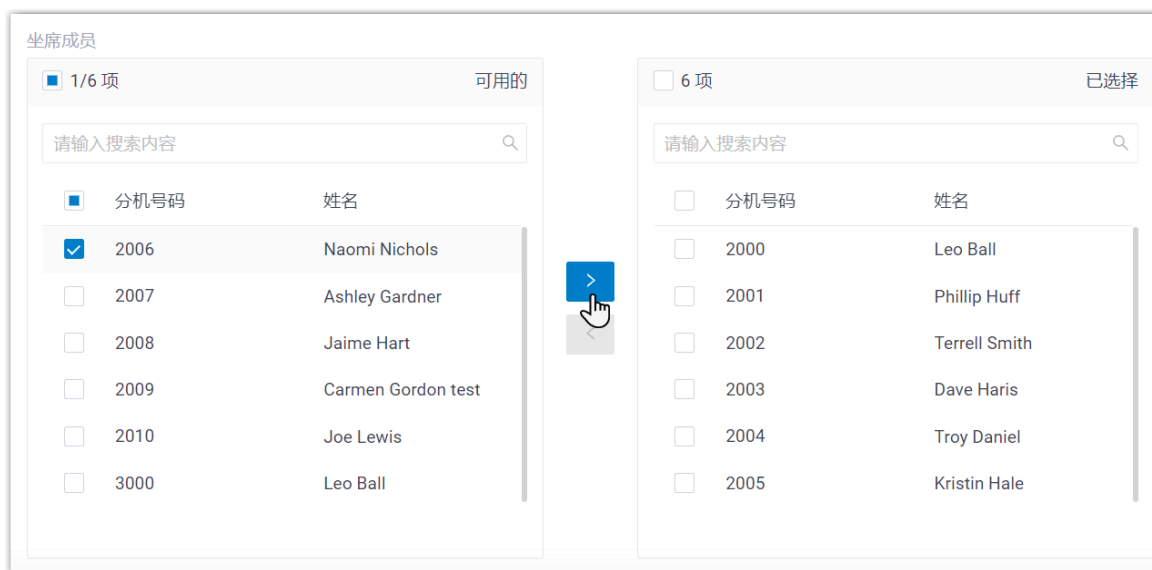 坐席成员
1/6 项 可用的
请输入搜索内容
分机号码 姓名
2006 Naomi Nichols
2007 Ashley Gardner
2008 Jaime Hart
2009 Carmen Gordon test
2010 Joe Lewis
3000 Leo Ball
6 项 已选择
请输入搜索内容
分机号码 姓名
2000 Leo Ball
2001 Phillip Huff
2002 Terrell Smith
2003 Dave Haris
2004 Troy Daniel
2005 Kristin Hale